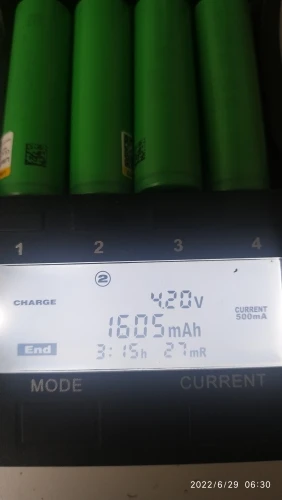 1 2 3 4
2
CHARGE 4.20V
1605mAh
CURRENT
500mA
End 3:15h 27mR
MODE CURRENT
2022/6/29 06:30